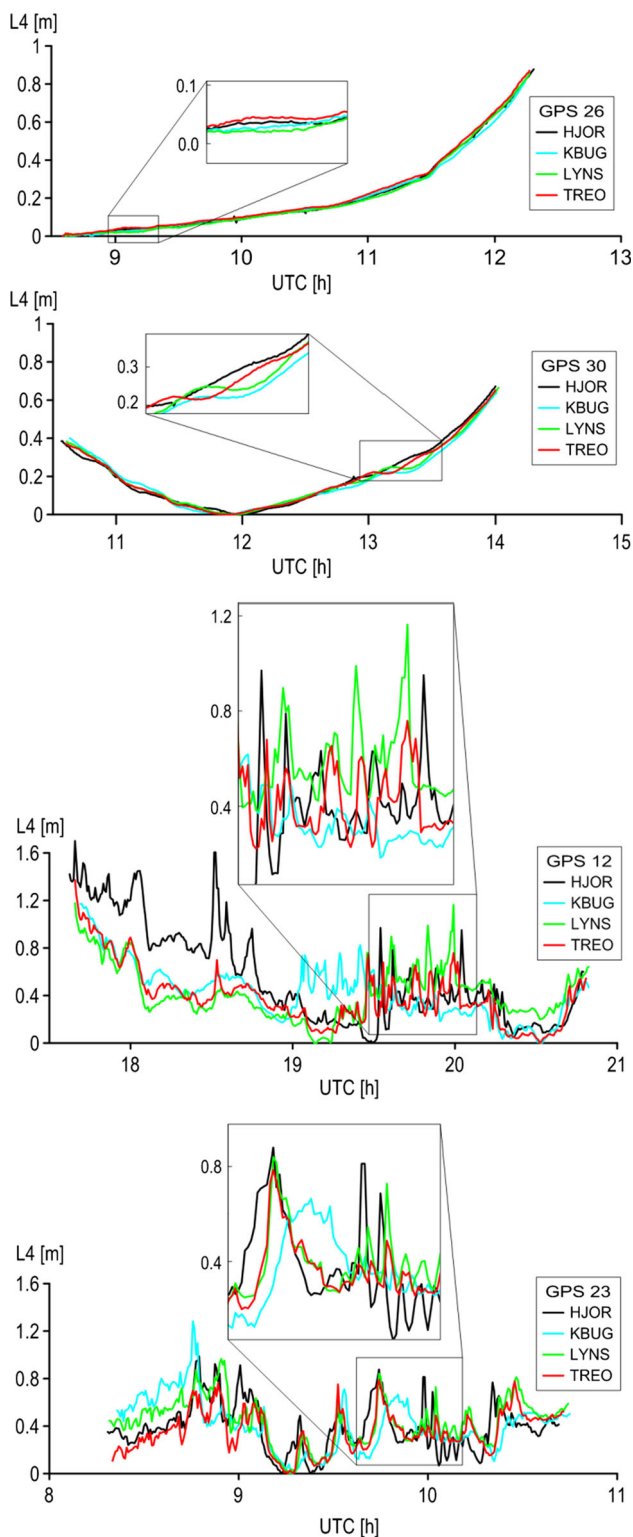 L4 [m]
1
0.8
0.6
0.4
0.2
0
0.1
0.0
GPS 26
HJOR
KBUG
LYNS
TREO
9
10
11
12
13
UTC [h]
L4 [m]
1
0.8
0.6
0.4
0.2
0
0.3
0.2
GPS 30
HJOR
KBUG
LYNS
TREO
11
12
13
14
15
UTC [h]
1.2
0.8
0.4
L4 [m]
1.6
1.2
0.8
0.4
0
GPS 12
HJOR
KBUG
LYNS
TREO
18
19
20
21
UTC [h]
0.8
0.4
L4 [m]
1.6
1.2
0.8
0.4
0
GPS 23
HJOR
KBUG
LYNS
TREO
8
9
10
11
UTC [h]